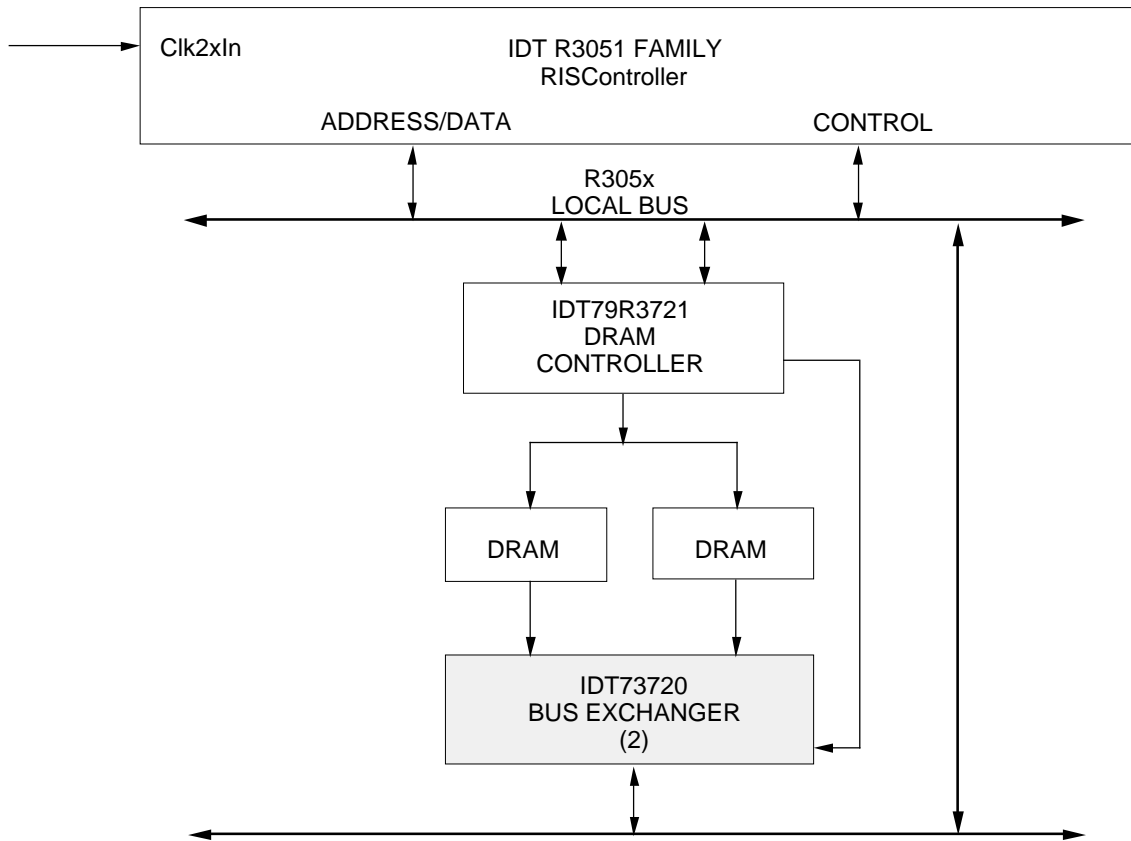 Clk2xIn
IDT R3051 FAMILY
RISController
ADDRESS/DATA
CONTROL
R305x
LOCAL BUS
IDT79R3721
DRAM
CONTROLLER
DRAM
DRAM
IDT73720
BUS EXCHANGER
(2)